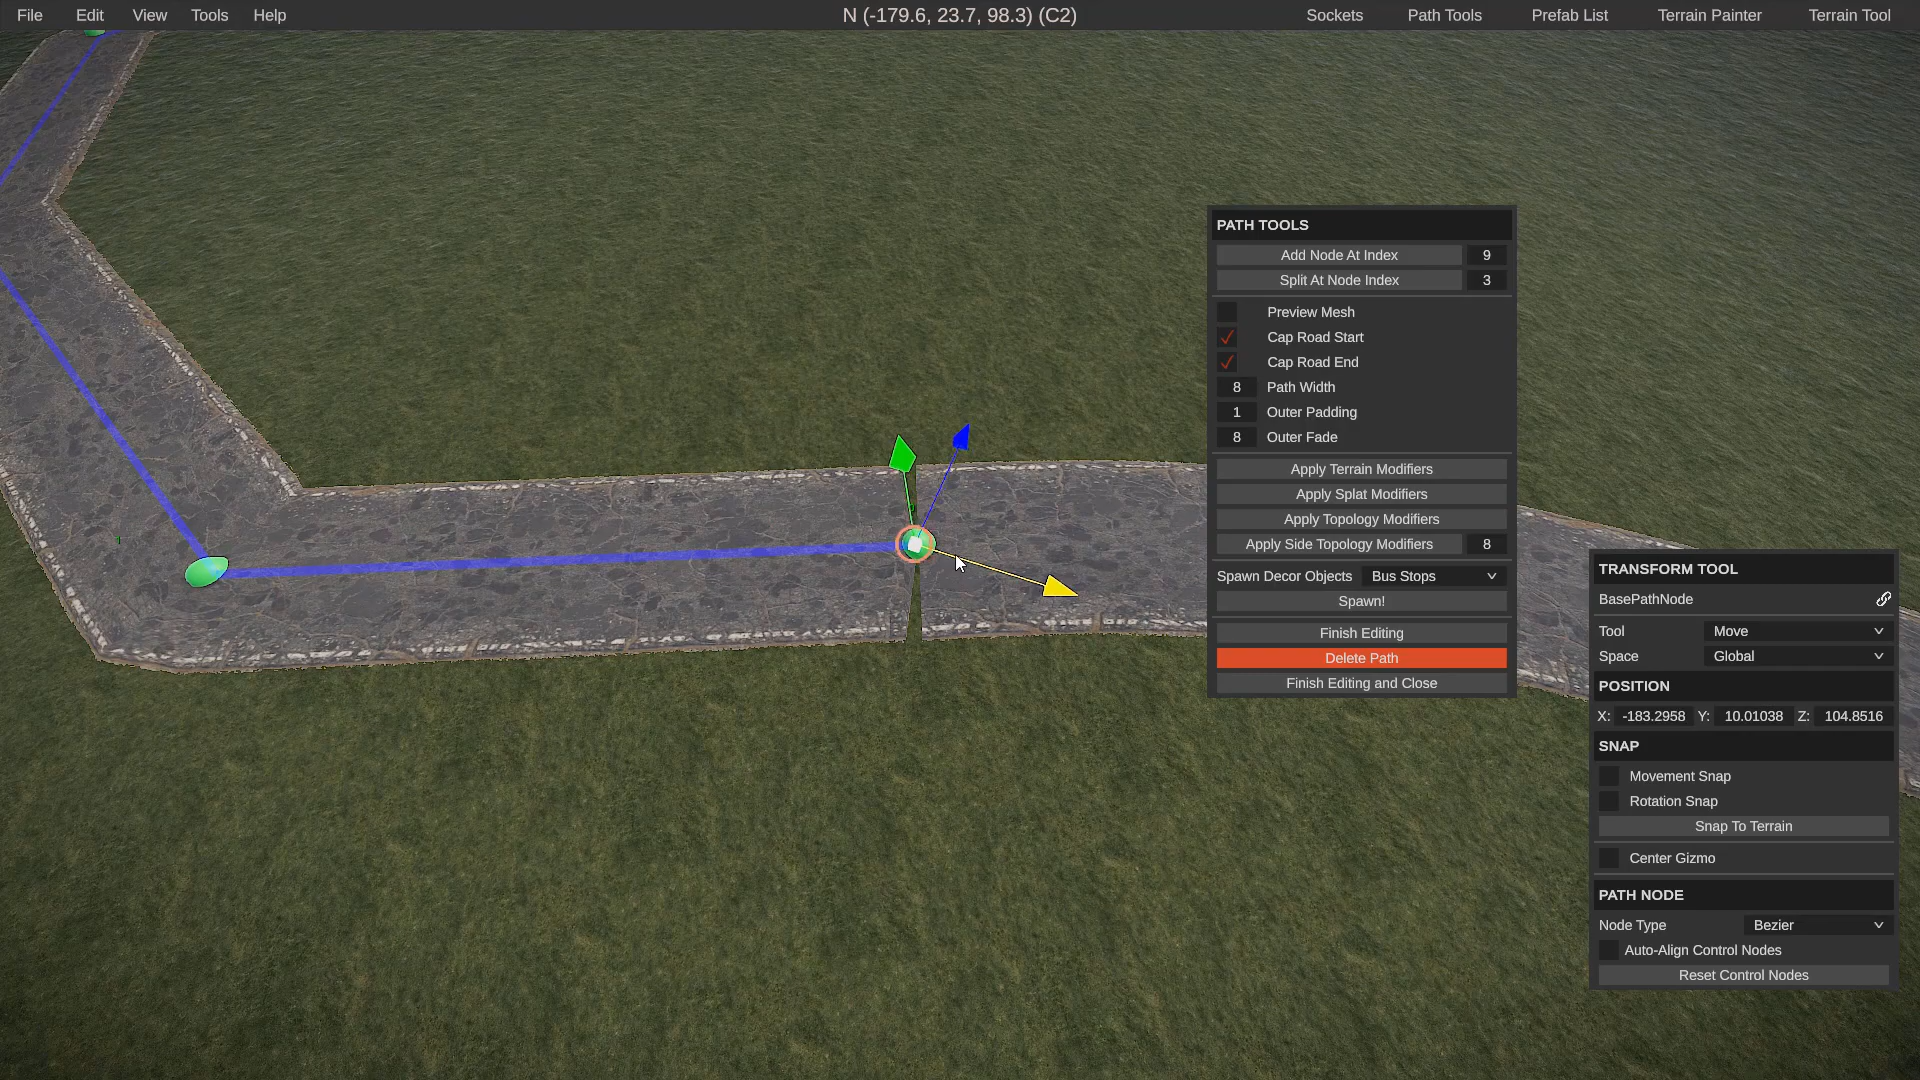 File Edit View Tools Help N (-179.6, 23.7, 98.3) (C2) Sockets Path Tools Prefab List Terrain Painter Terrain Tool
PATH TOOLS
Add Node At Index 9
Split At Node Index 3
Preview Mesh
Cap Road Start
Cap Road End
8 Path Width
1 Outer Padding
8 Outer Fade
Apply Terrain Modifiers
Apply Splat Modifiers
Apply Topology Modifiers
Apply Side Topology Modifiers 8
Spawn Decor Objects Bus Stops
Spawn!
Finish Editing
Delete Path
Finish Editing and Close
TRANSFORM TOOL
BasePathNode
Tool Move
Space Global
POSITION
X: -183.2958 Y: 10.01038 Z: 104.8516
SNAP
Movement Snap
Rotation Snap
Snap To Terrain
Center Gizmo
PATH NODE
Node Type Bezier
Auto-Align Control Nodes
Reset Control Nodes